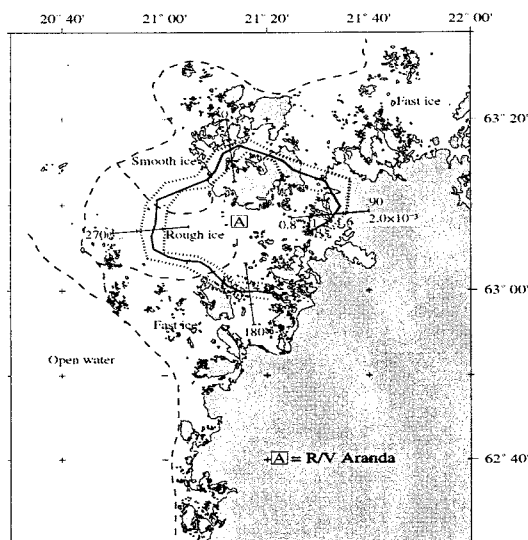 20° 40' 21° 00' 21° 20' 21° 40' 22° 00'
Fast ice
63° 20'
Smooth ice
90
2.0×10⁻³
A
0.8
1.6
270°
Rough ice
63° 00'
Fast ice
180°
Open water
A = R/V Aranda
62° 40'